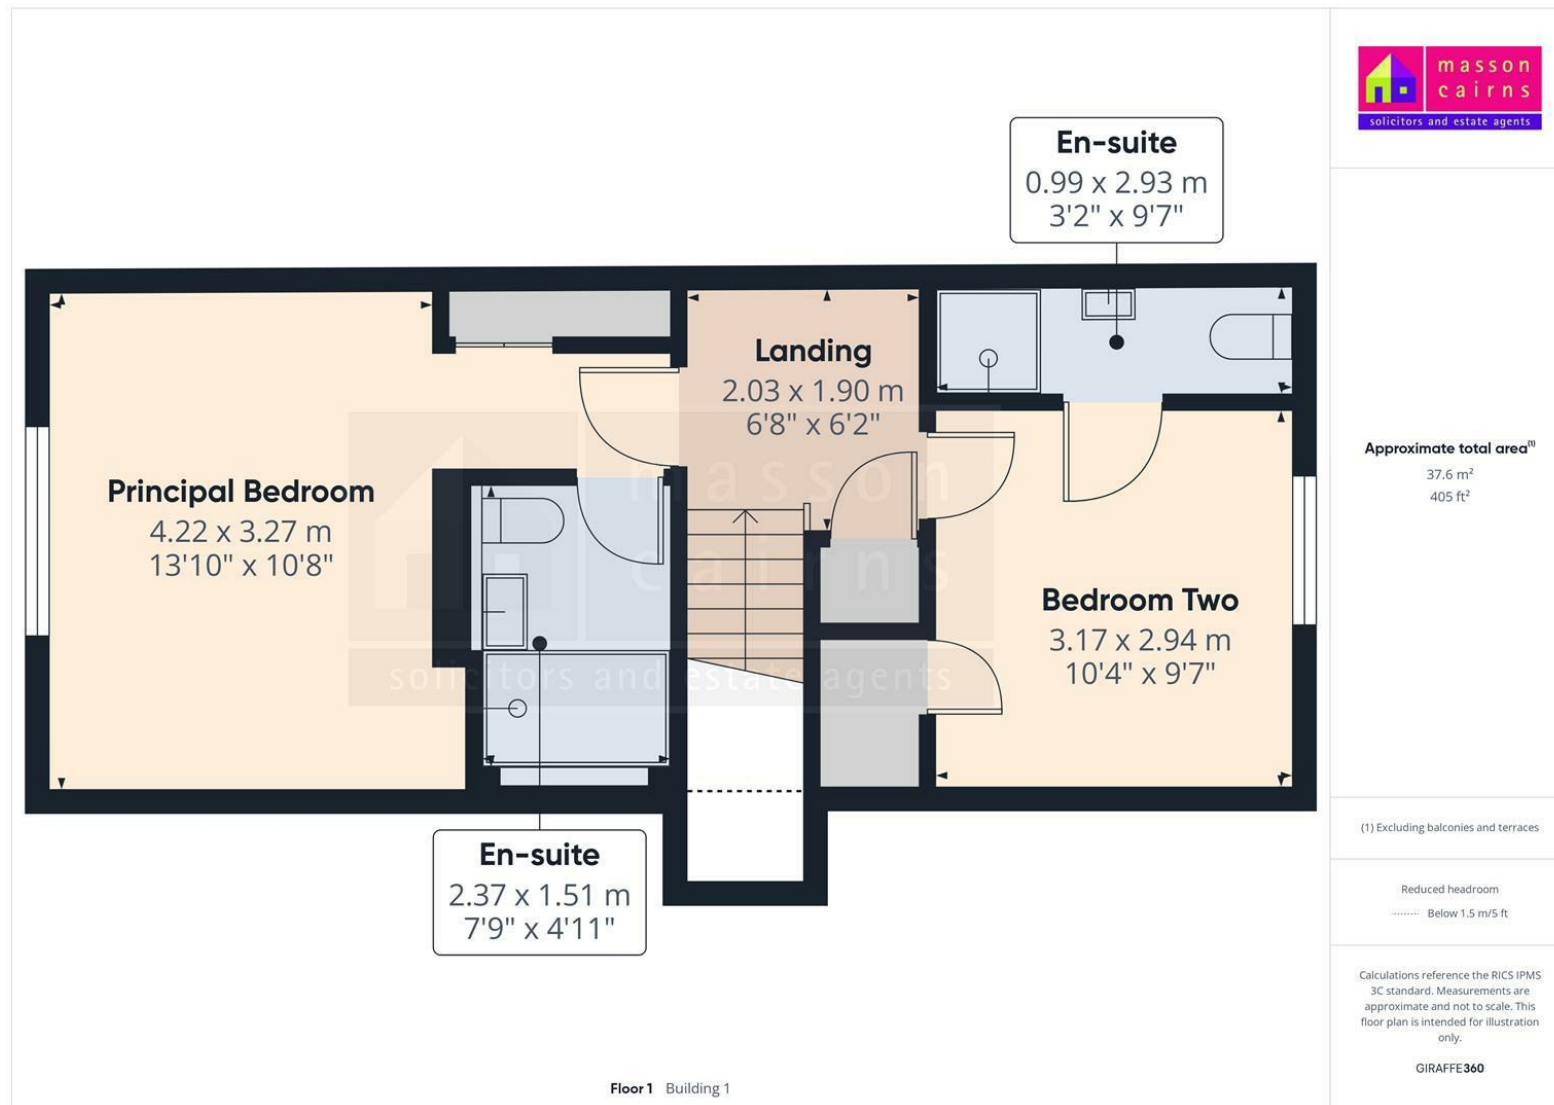 masson
cairns
solicitors and estate agents
En-suite
0.99 x 2.93 m
3'2" x 9'7"
Landing
2.03 x 1.90 m
6'8" x 6'2"
Principal Bedroom
4.22 x 3.27 m
13'10" x 10'8"
Bedroom Two
3.17 x 2.94 m
10'4" x 9'7"
En-suite
2.37 x 1.51 m
7'9" x 4'11"
masson
cairns
solicitors and estate agents
Floor 1 Building 1
Approximate total area(1)
37.6 m²
405 ft²
(1) Excluding balconies and terraces
Reduced headroom
Below 1.5 m/5 ft
Calculations reference the RICS IPMS
3C standard. Measurements are
approximate and not to scale. This
floor plan is intended for illustration
only.
GIRAFFE360